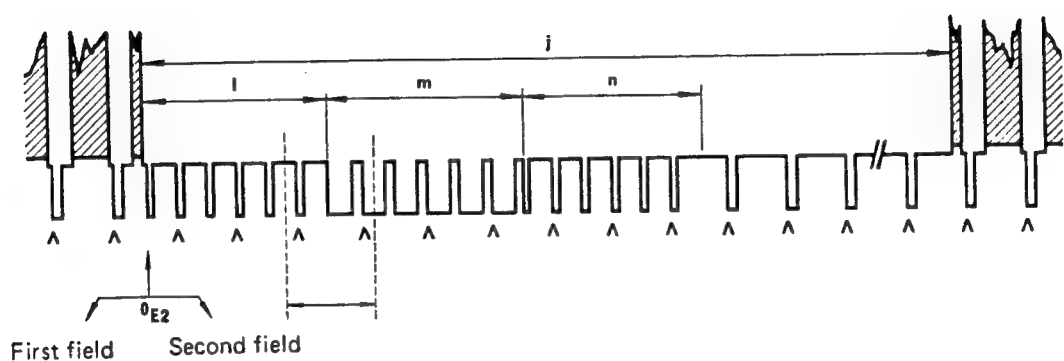 j
l m n
Λ Λ Λ Λ Λ Λ Λ Λ Λ Λ Λ Λ Λ Λ Λ Λ Λ
0E2
First field Second field